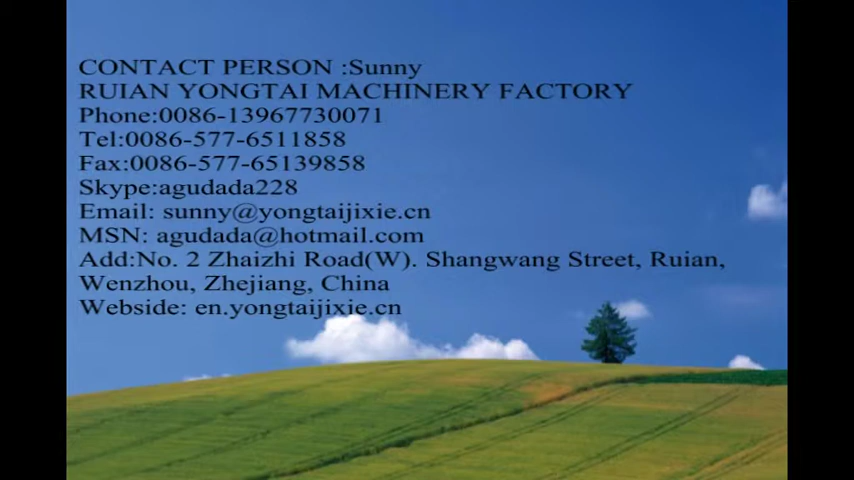 CONTACT PERSON :Sunny
RUIAN YONGTAI MACHINERY FACTORY
Phone:0086-13967730071
Tel:0086-577-6511858
Fax:0086-577-65139858
Skype:agudada228
Email: sunny@yongtaijixie.cn
MSN: agudada@hotmail.com
Add:No. 2 Zhaizhi Road(W). Shangwang Street, Ruian,
Wenzhou, Zhejiang, China
Webside: en.yongtaijixie.cn